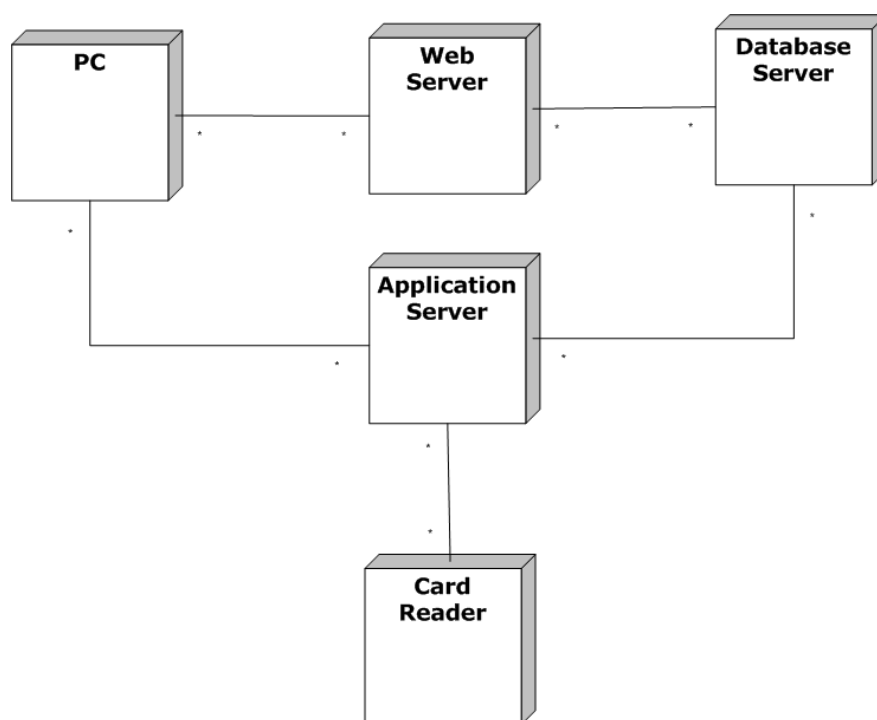 PC
Web
Server
Database
Server
*
*
*
*
*
*
Application
Server
*
*
*
*
Card
Reader